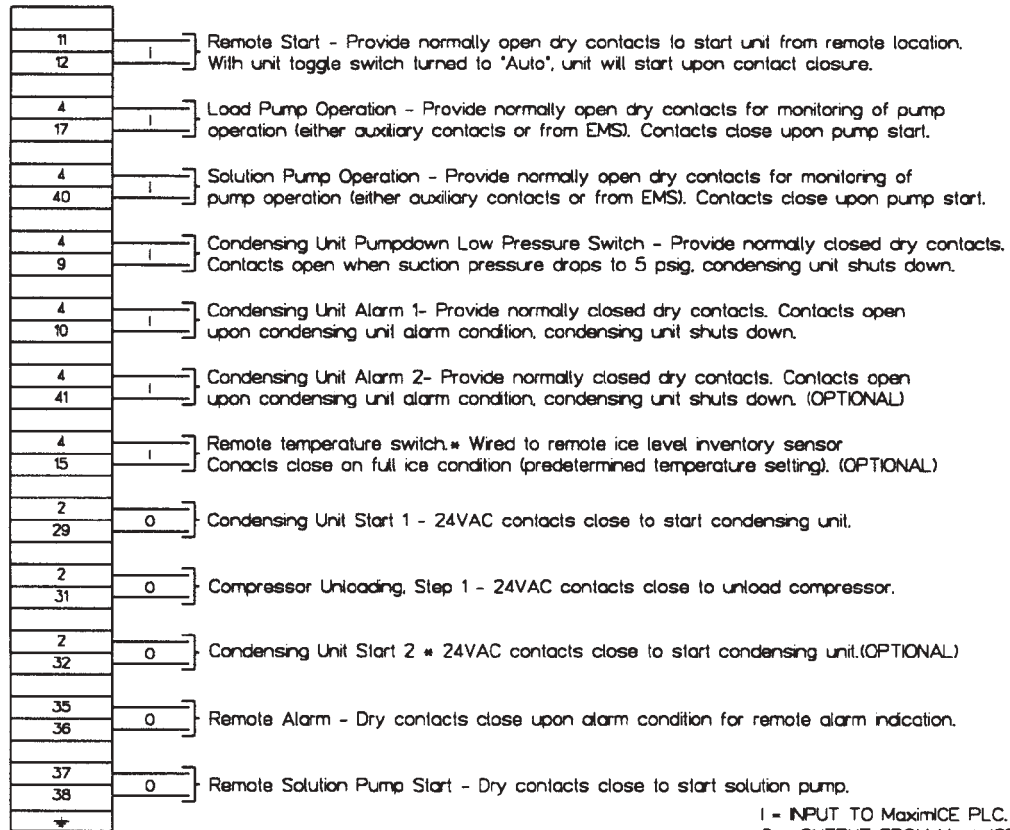 11
12
I
Remote Start - Provide normally open dry contacts to start unit from remote location.
With unit toggle switch turned to "Auto", unit will start upon contact closure.
4
17
I
Load Pump Operation - Provide normally open dry contacts for monitoring of pump
operation (either auxiliary contacts or from EMS). Contacts close upon pump start.
4
40
I
Solution Pump Operation - Provide normally open dry contacts for monitoring of
pump operation (either auxiliary contacts or from EMS). Contacts close upon pump start.
4
9
I
Condensing Unit Pumpdown Low Pressure Switch - Provide normally closed dry contacts.
Contacts open when suction pressure drops to 5 psig, condensing unit shuts down.
4
10
I
Condensing Unit Alarm 1- Provide normally closed dry contacts. Contacts open
upon condensing unit alarm condition, condensing unit shuts down.
4
41
I
Condensing Unit Alarm 2- Provide normally closed dry contacts. Contacts open
upon condensing unit alarm condition, condensing unit shuts down. (OPTIONAL)
4
15
I
Remote temperature switch.* Wired to remote ice level inventory sensor
Conacts close on full ice condition (predetermined temperature setting). (OPTIONAL)
2
29
O
Condensing Unit Start 1 - 24VAC contacts close to start condensing unit.
2
31
O
Compressor Unloading, Step 1 - 24VAC contacts close to unload compressor.
2
32
O
Condensing Unit Start 2 * 24VAC contacts close to start condensing unit.(OPTIONAL)
35
36
O
Remote Alarm - Dry contacts close upon alarm condition for remote alarm indication.
37
38
O
Remote Solution Pump Start - Dry contacts close to start solution pump.
I = INPUT TO MaximICE PLC.